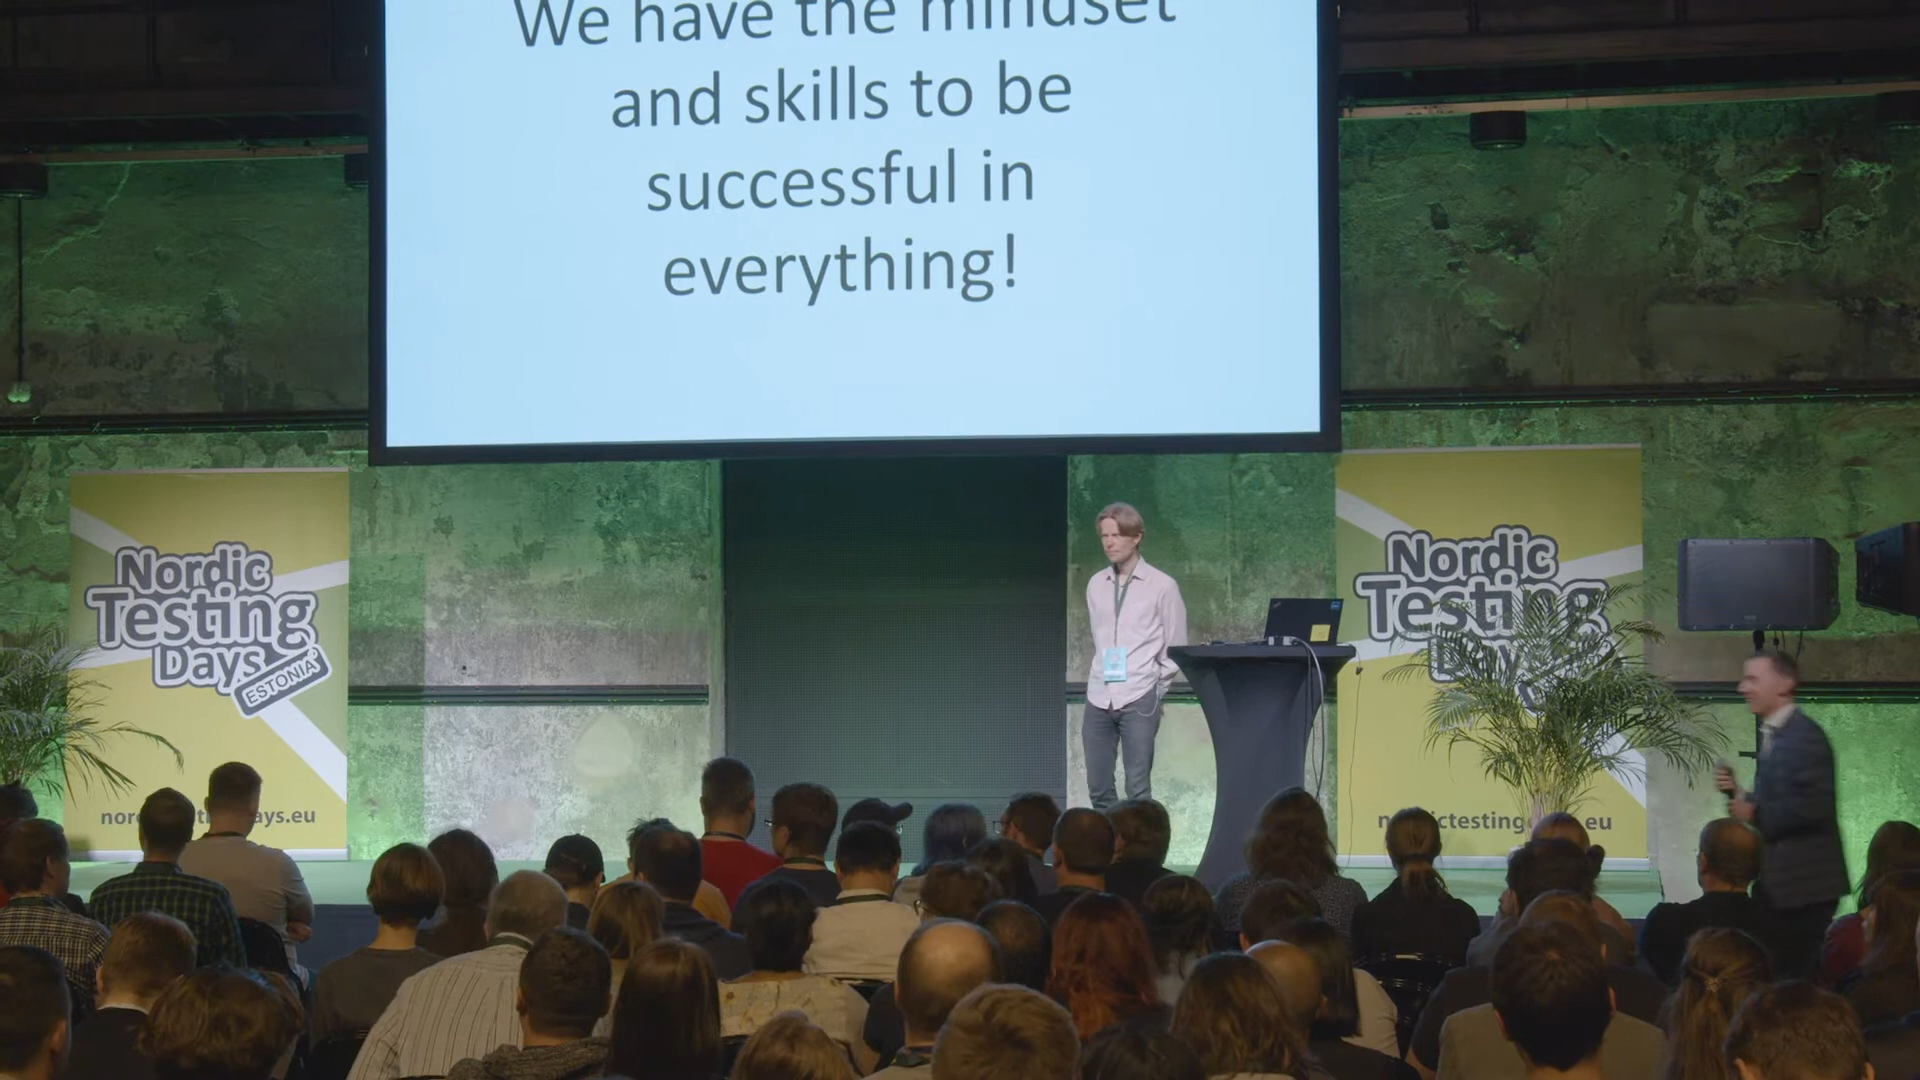 We have the mindset
and skills to be
successful in
everything!
Nordic
Testing
Days
ESTONIA
Nordic
Testing